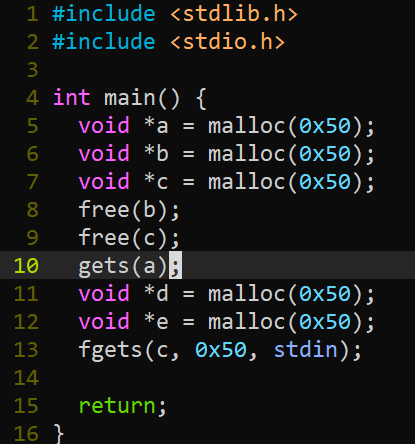 1 #include <stdlib.h>
2 #include <stdio.h>
3
4 int main() {
5   void *a = malloc(0x50);
6   void *b = malloc(0x50);
7   void *c = malloc(0x50);
8   free(b);
9   free(c);
10   gets(a);
11   void *d = malloc(0x50);
12   void *e = malloc(0x50);
13   fgets(c, 0x50, stdin);
14
15   return;
16 }